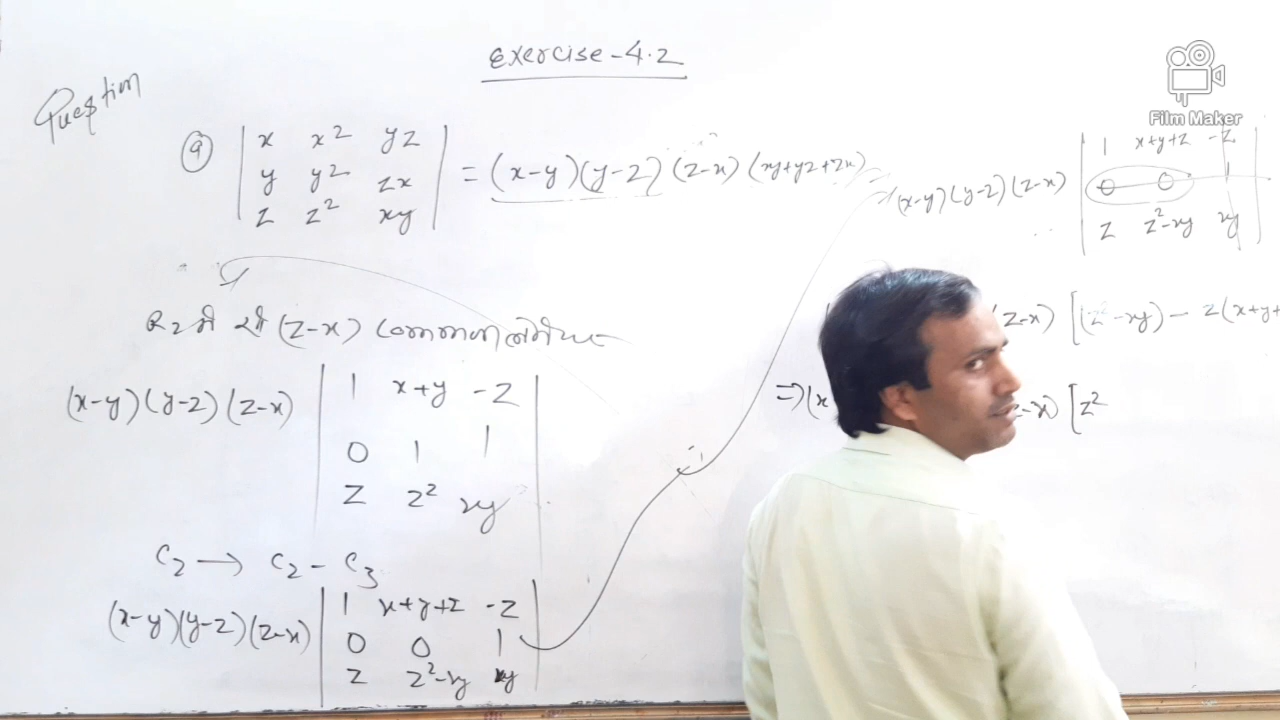 Exercise-4.2
Question
9 | x x² yz |
| y y² zx | = (x-y)(y-z)(z-x)(xy+yz+zx)
| z z² xy |
R₂ में से (z-x) common
(x-y)(y-z)(z-x) | 1 x+y -z |
| 0 1 1 |
| z z² xy |
C₂ → C₂ - C₃
(x-y)(y-z)(z-x) | 1 x+y+z -z |
| 0 0 1 |
| z z²-xy xy |
Film Maker
| 1 x+y+z -z |
(x-y)(y-z)(z-x) | 0 0 1 |
| z z²-xy xy |
(z-x) [(z²-xy) - z(x+y+
⇒(x -x) [z²